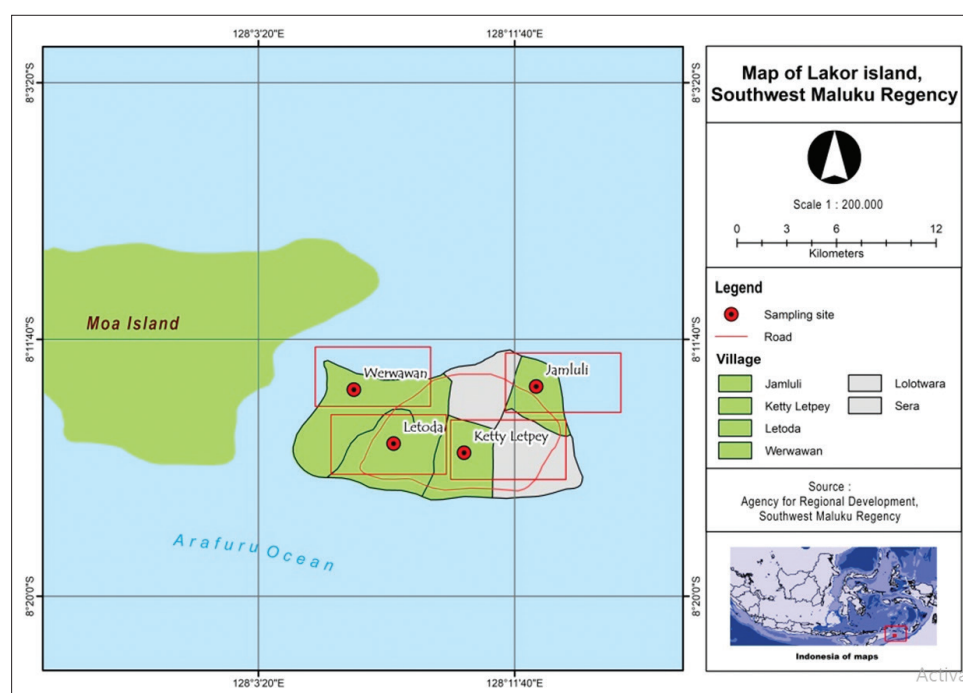 128°3'20"E
128°11'40"E
8°3'20"S
8°3'20"S
Map of Lakor island,
Southwest Maluku Regency
Scale 1 : 200.000
0 3 6 12
Kilometers
Moa Island
8°11'40"S
8°11'40"S
Werwawan
Jamluli
Letoda
Ketty Letpey
Arafuru Ocean
8°20'0"S
8°20'0"S
Legend
Sampling site
Road
Village
Jamluli
Lolotwara
Ketty Letpey
Sera
Letoda
Werwawan
Source :
Agency for Regional Development,
Southwest Maluku Regency
Indonesia of maps
128°3'20"E
128°11'40"E
Activa